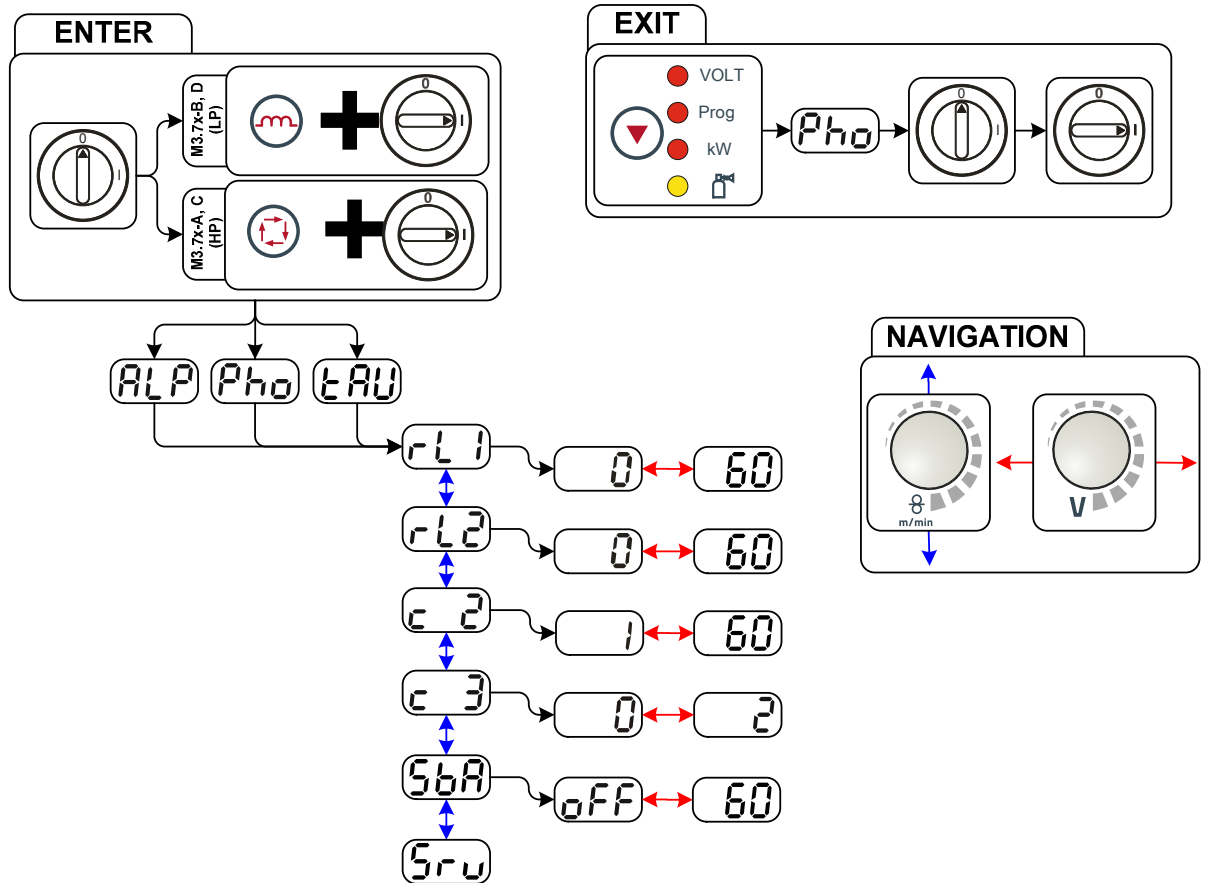 ENTER
0
I
M3.7x-B, D
(LP)
0
I
M3.7x-A, C
(HP)
0
I
EXIT
VOLT
Prog
kW
Pho
0
I
0
I
ALP
Pho
tAU
rL1
0
60
rL2
0
60
c 2
1
60
c 3
0
2
SbA
oFF
60
Srv
NAVIGATION
m/min
V